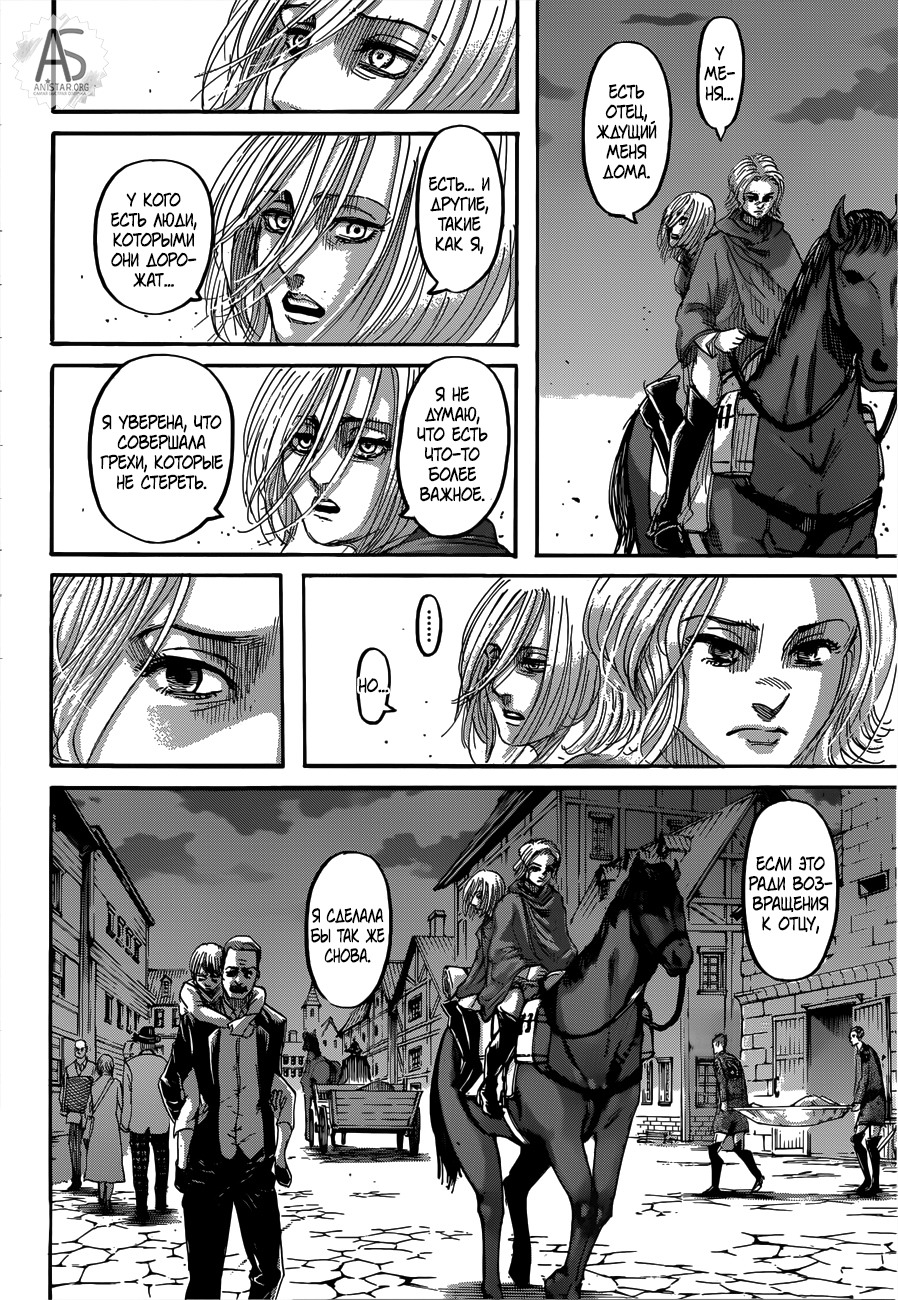 У
МЕ-
НЯ...
ЕСТЬ
ОТЕЦ,
ЖДУЩИЙ
МЕНЯ
ДОМА.
AS
ANISTAR.ORG
ЕСТЬ... И
ДРУГИЕ,
ТАКИЕ
КАК Я,
У КОГО
ЕСТЬ ЛЮДИ,
КОТОРЫМИ
ОНИ ДОРО-
ЖАТ...
Я НЕ
ДУМАЮ,
ЧТО ЕСТЬ
ЧТО-ТО
БОЛЕЕ
ВАЖНОЕ.
Я УВЕРЕНА, ЧТО
СОВЕРШАЛА
ГРЕХИ, КОТОРЫЕ
НЕ СТЕРЕТЬ.
......
НО...
ЕСЛИ ЭТО
РАДИ ВОЗ-
ВРАЩЕНИЯ
К ОТЦУ,
Я СДЕЛАЛА
БЫ ТАК ЖЕ
СНОВА.